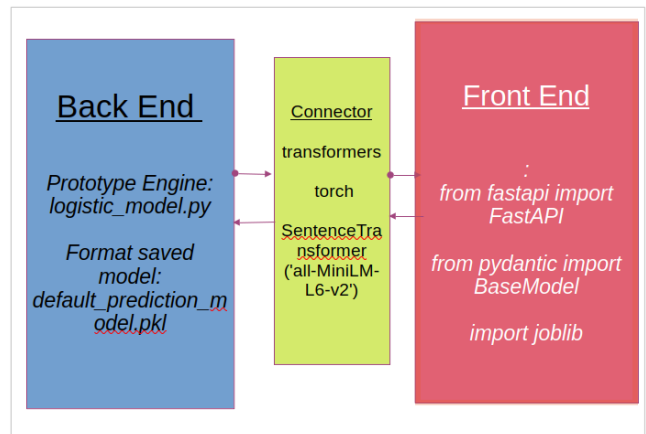 Back End
Prototype Engine:
logistic_model.py
Format saved
model:
default_prediction_m
odel.pkl
Connector
transformers
torch
SentenceTra
nsformer
('all-MiniLM-
L6-v2')
Front End
:
from fastapi import
FastAPI
from pydantic import
BaseModel
import joblib